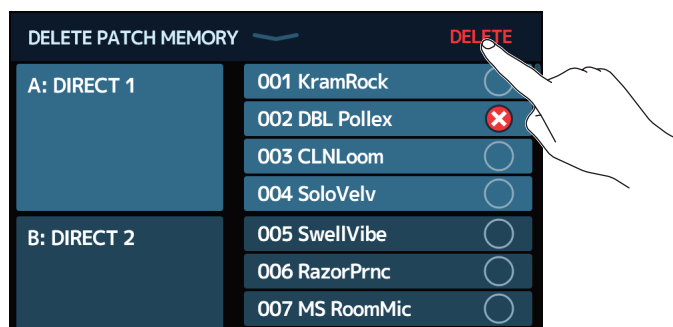 DELETE PATCH MEMORY DELETE
A: DIRECT 1
001 KramRock
002 DBL Pollex
003 CLNLoom
004 SoloVelv
B: DIRECT 2
005 SwellVibe
006 RazorPrnc
007 MS RoomMic